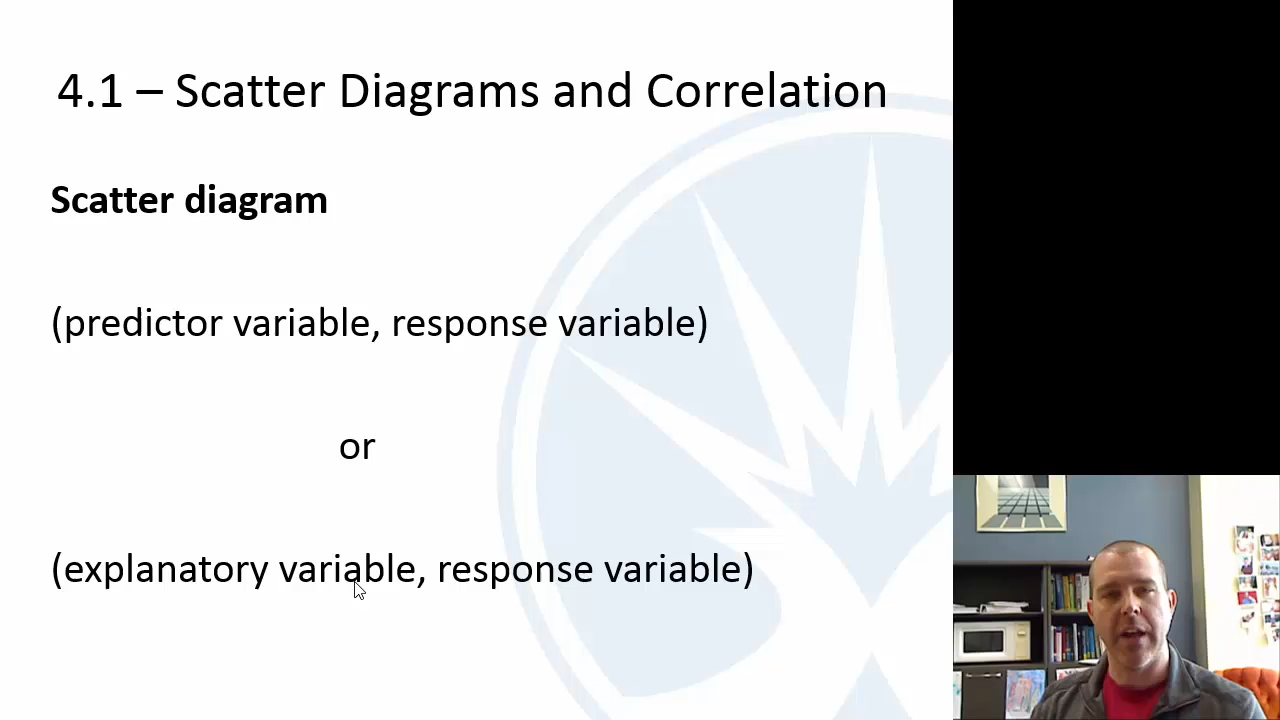 4.1 – Scatter Diagrams and Correlation
Scatter diagram
(predictor variable, response variable)
or
(explanatory variable, response variable)